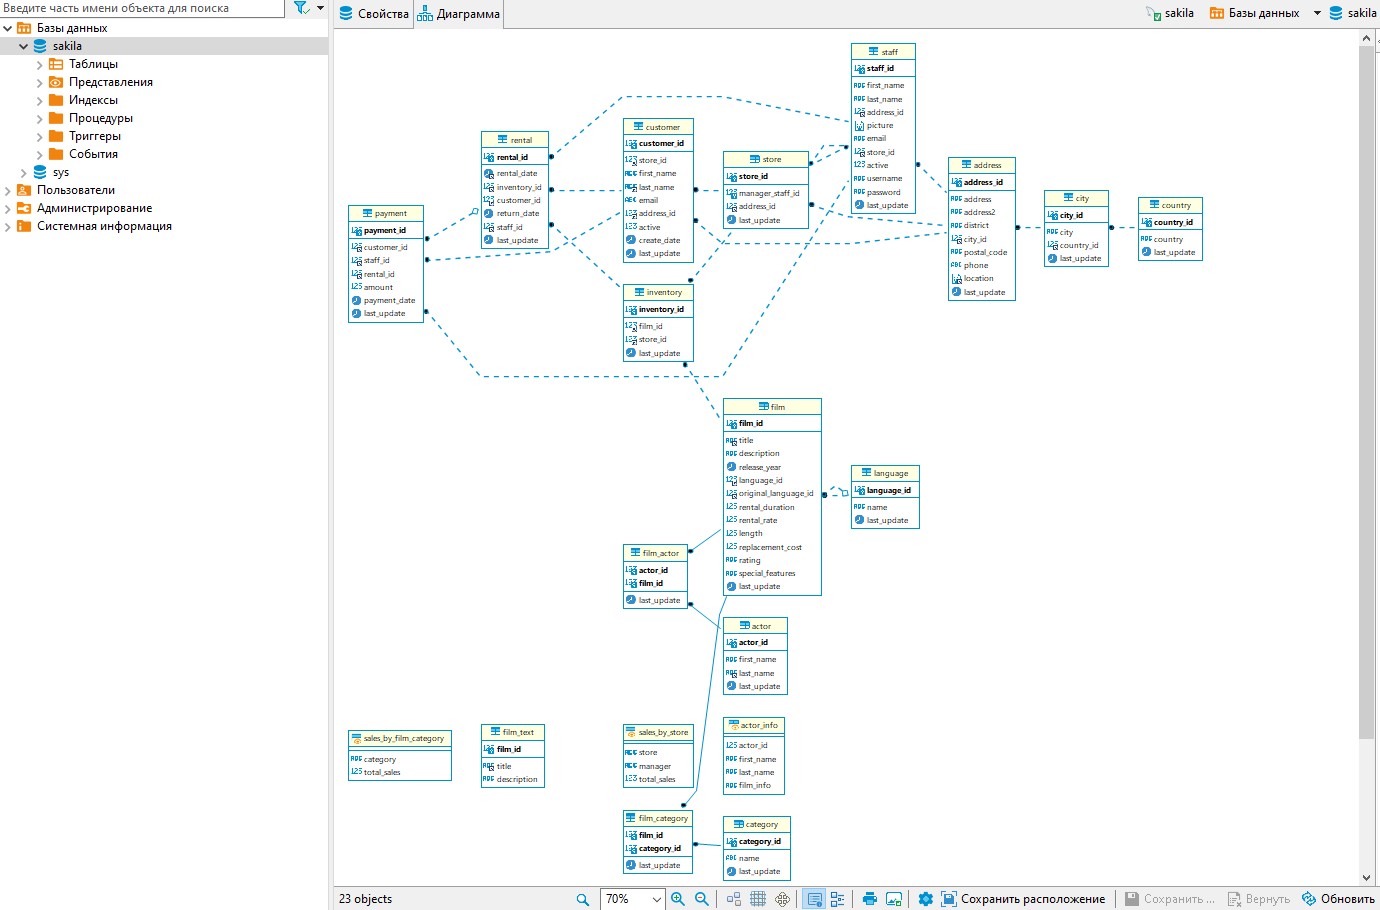 Введите часть имени объекта для поиска
Базы данных
sakila
Таблицы
Представления
Индексы
Процедуры
Триггеры
События
sys
Пользователи
Администрирование
Системная информация
Свойства
Диаграмма
sakila
Базы данных
sakila
staff
staff_id
first_name
last_name
address_id
picture
email
store_id
active
username
password
last_update
customer
customer_id
store_id
first_name
last_name
email
address_id
active
create_date
last_update
rental
rental_id
rental_date
inventory_id
customer_id
return_date
staff_id
last_update
store
store_id
manager_staff_id
address_id
last_update
address
address_id
address
address2
district
city_id
postal_code
phone
location
last_update
city
city_id
city
country_id
last_update
country
country_id
country
last_update
payment
payment_id
customer_id
staff_id
rental_id
amount
payment_date
last_update
inventory
inventory_id
film_id
store_id
last_update
film
film_id
title
description
release_year
language_id
original_language_id
rental_duration
rental_rate
length
replacement_cost
rating
special_features
last_update
language
language_id
name
last_update
film_actor
actor_id
film_id
last_update
actor
actor_id
first_name
last_name
last_update
sales_by_film_category
category
total_sales
film_text
film_id
title
description
sales_by_store
store
manager
total_sales
actor_info
actor_id
first_name
last_name
film_info
film_category
film_id
category_id
last_update
category
category_id
name
last_update
23 objects
70%
Сохранить расположение
Сохранить ...
Вернуть
Обновить